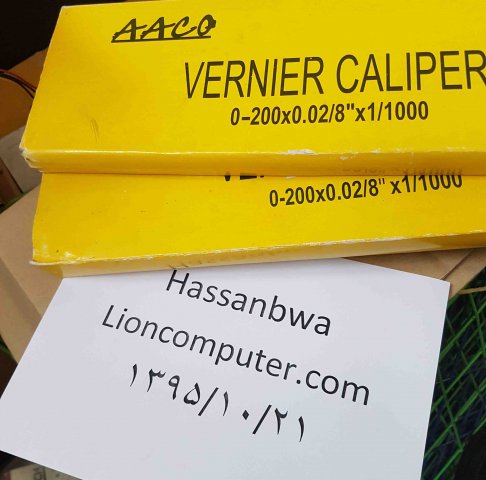 AACO
VERNIER CALIPER
0-200x0.02/8"x1/1000
0-200x0.02/8" x1/1000
Hassanbwa
Lioncomputer.com
۱۳۹۵/۱۰/۲۱